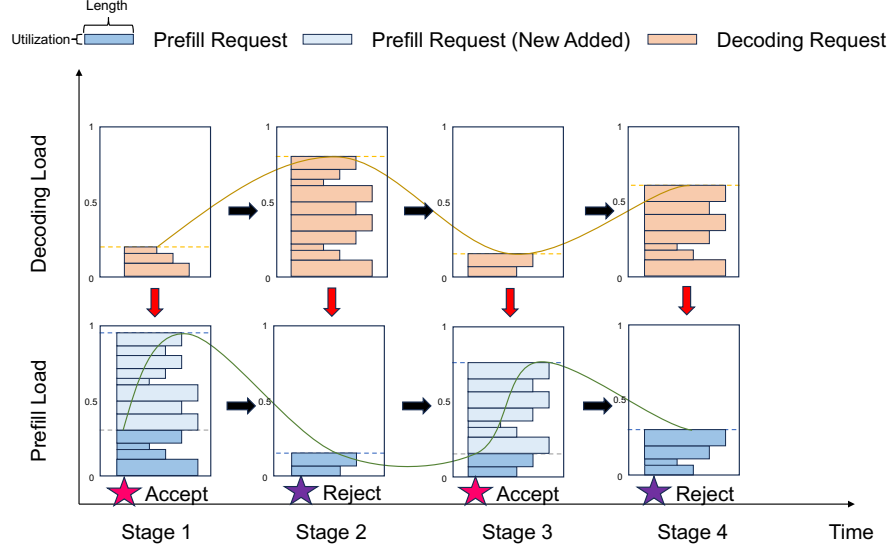 Length
Utilization
Prefill Request
Prefill Request (New Added)
Decoding Request
Decoding Load
1
0.5
0
1
0.5
0
1
0.5
0
1
0.5
0
Prefill Load
1
0.5
0
1
0.5
0
1
0.5
0
1
0.5
0
Accept
Reject
Accept
Reject
Stage 1
Stage 2
Stage 3
Stage 4
Time